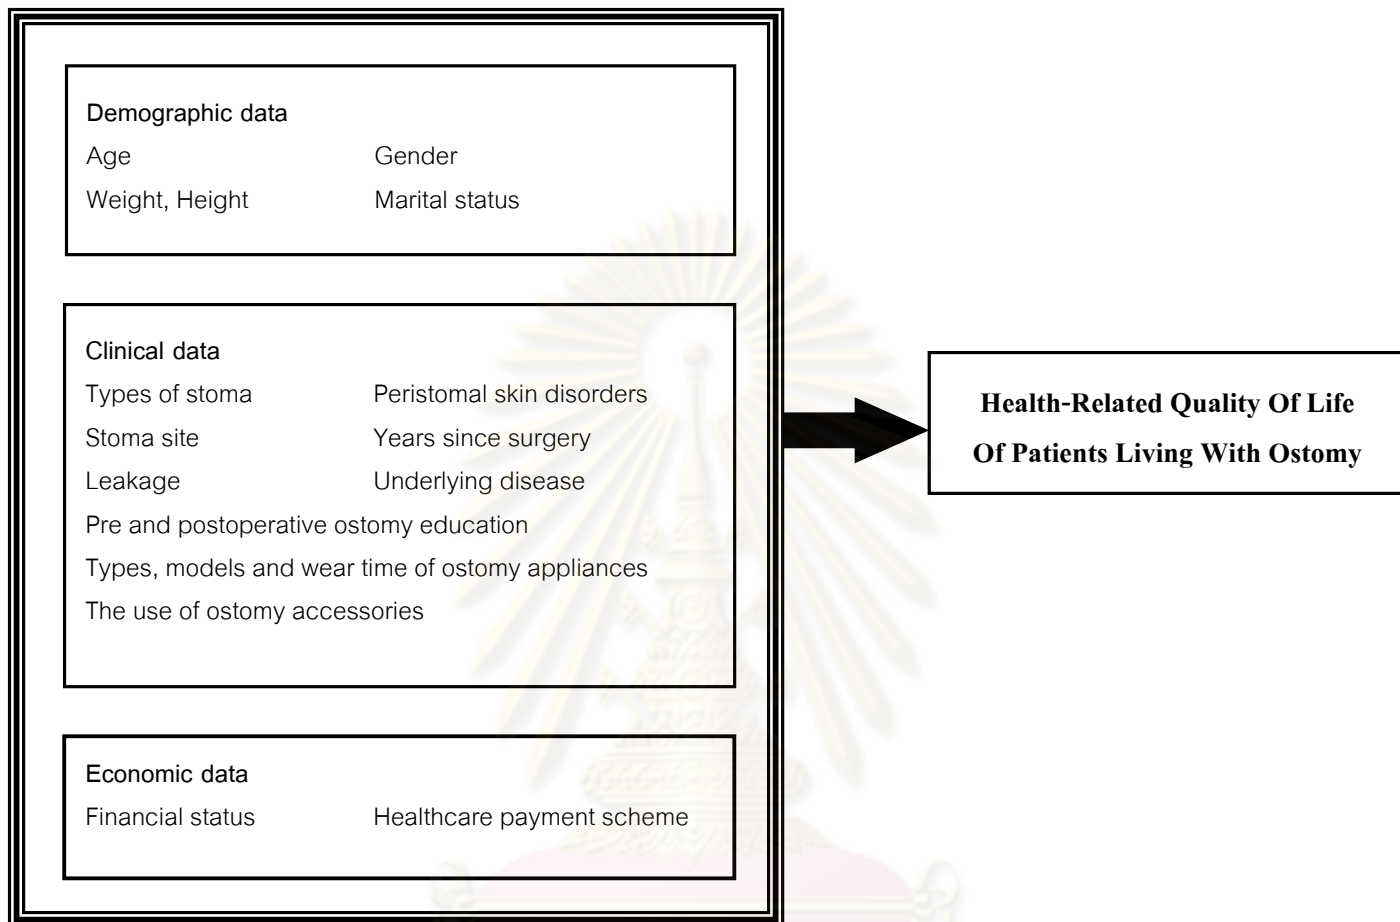 Demographic data
Age Gender
Weight, Height Marital status
Clinical data
Types of stoma Peristomal skin disorders
Stoma site Years since surgery
Leakage Underlying disease
Pre and postoperative ostomy education
Types, models and wear time of ostomy appliances
The use of ostomy accessories
Economic data
Financial status Healthcare payment scheme
Health-Related Quality Of Life
Of Patients Living With Ostomy